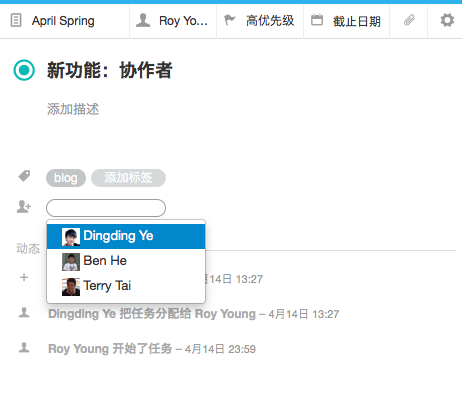 April Spring Roy Yo... 高优先级 截止日期
新功能：协作者
添加描述
blog 添加标签
Dingding Ye
动态
Ben He
月14日 13:27
Terry Tai
Dingding Ye 把任务分配给 Roy Young – 4月14日 13:27
Roy Young 开始了任务 – 4月14日 23:59